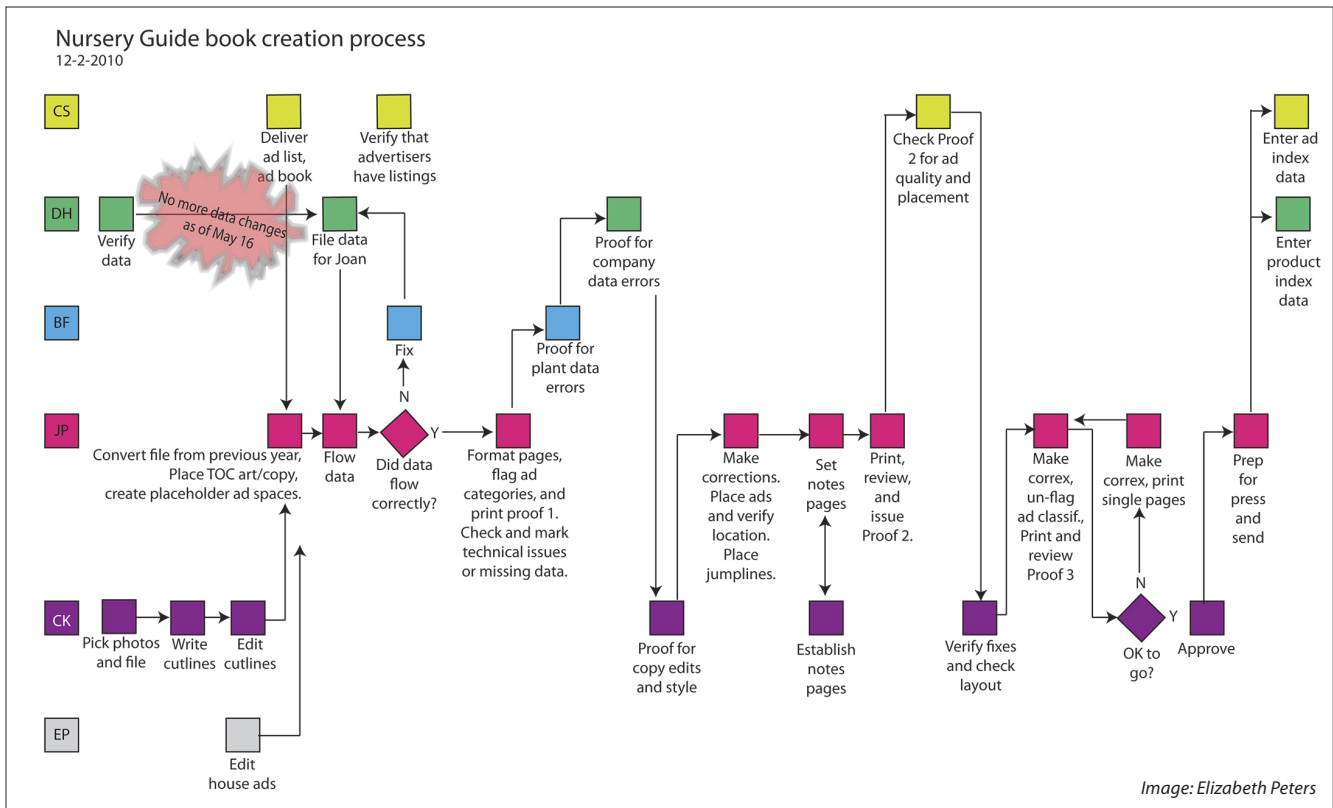 Nursery Guide book creation process
12-2-2010
CS
Deliver
ad list,
ad book
Verify that
advertisers
have listings
Check Proof
2 for ad
quality and
placement
Enter ad
index
data
DH
Verify
data
No more data changes
as of May 16
File data
for Joan
Proof for
company
data errors
Enter
product
index
data
BF
Fix
Proof for
plant data
errors
JP
Convert file from previous year,
Place TOC art/copy,
create placeholder ad spaces.
Flow
data
N
Y
Did data
flow
correctly?
Format pages,
flag ad
categories, and
print proof 1.
Check and mark
technical issues
or missing data.
Make
corrections.
Place ads
and verify
location.
Place
jumplines.
Set
notes
pages
Print,
review,
and
issue
Proof 2.
Make
correx,
un-flag
ad classif.,
Print and
review
Proof 3
Make
correx, print
single pages
Prep
for
press
and
send
CK
Pick photos
and file
Write
cutlines
Edit
cutlines
Proof for
copy edits
and style
Establish
notes
pages
Verify fixes
and check
layout
N
Y
OK to
go?
Approve
EP
Edit
house ads
Image: Elizabeth Peters